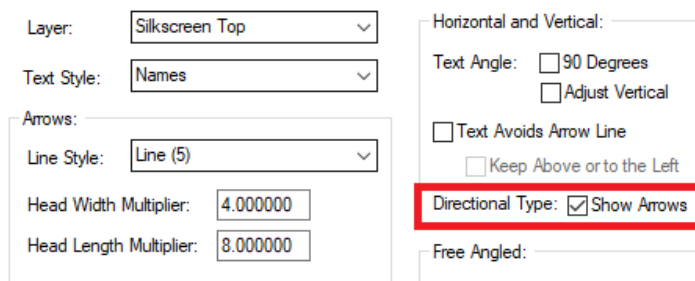 Layer: Silkscreen Top
Text Style: Names
Arrows:
Line Style: Line (5)
Head Width Multiplier: 4.000000
Head Length Multiplier: 8.000000
Horizontal and Vertical:
Text Angle: 90 Degrees
Adjust Vertical
Text Avoids Arrow Line
Keep Above or to the Left
Directional Type: Show Arrows
Free Angled: